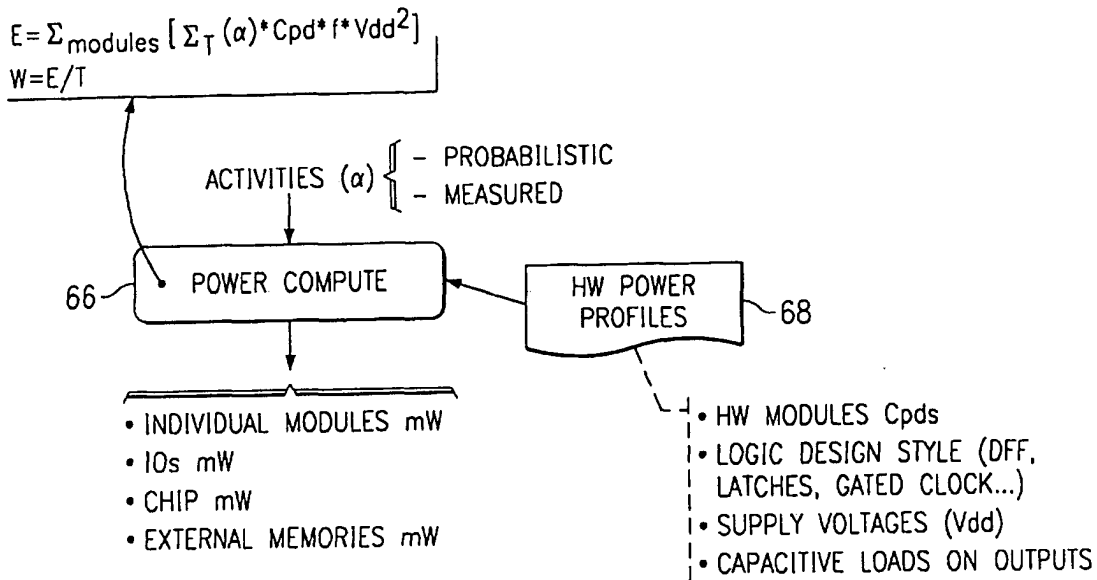 E=Σmodules [ΣT (α)*Cpd*f*Vdd²]
W=E/T
ACTIVITIES (α) { – PROBABILISTIC
– MEASURED
66
POWER COMPUTE
HW POWER
PROFILES
68
• INDIVIDUAL MODULES mW
• IOs mW
• CHIP mW
• EXTERNAL MEMORIES mW
• HW MODULES Cpds
• LOGIC DESIGN STYLE (DFF,
LATCHES, GATED CLOCK...)
• SUPPLY VOLTAGES (Vdd)
• CAPACITIVE LOADS ON OUTPUTS